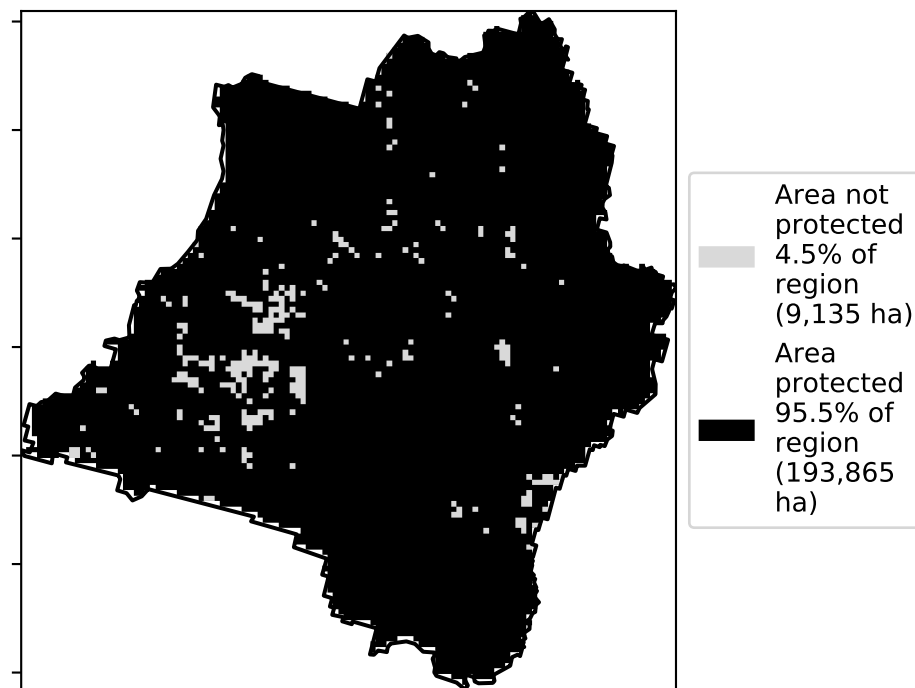 Area not
protected
4.5% of
region
(9,135 ha)
Area
protected
95.5% of
region
(193,865
ha)